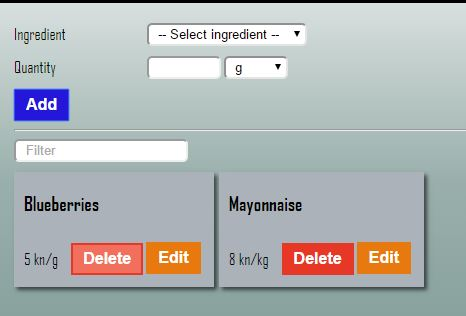 Ingredient -- Select ingredient --
Quantity g
Add
Filter
Blueberries Mayonnaise
5 kn/g Delete Edit 8 kn/kg Delete Edit